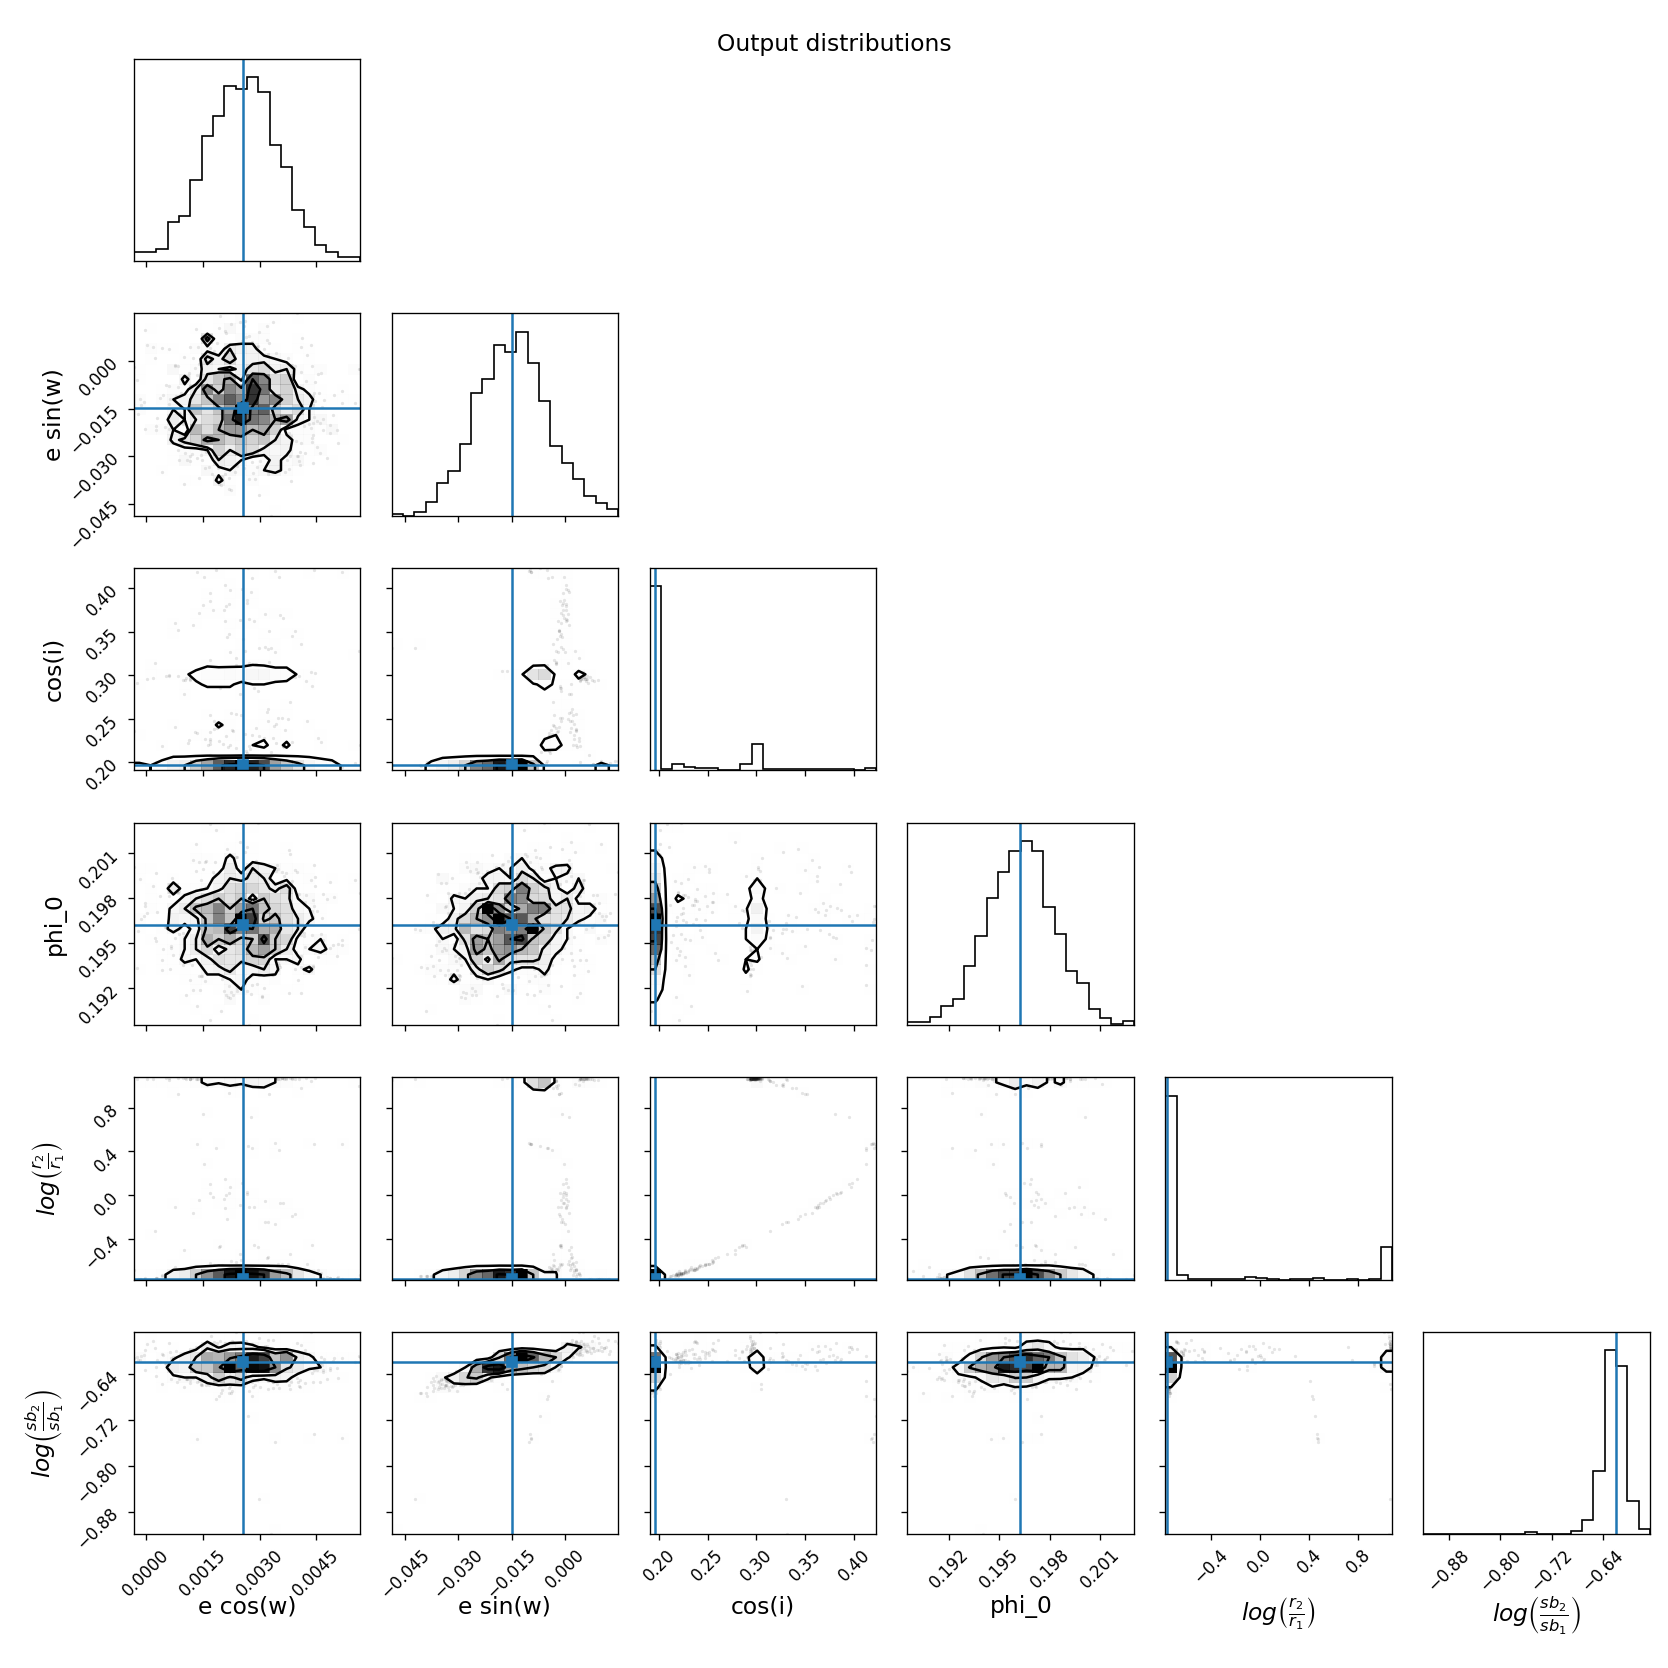 Output distributions
e sin(w)
0.000
−0.015
−0.030
−0.045
cos(i)
0.40
0.35
0.30
0.25
0.20
phi_0
0.201
0.198
0.195
0.192
log(r₂/r₁)
0.8
0.4
0.0
−0.4
log(sb₂/sb₁)
−0.64
−0.72
−0.80
−0.88
0.0000 0.0015 0.0030 0.0045
−0.045 −0.030 −0.015 0.000
0.20 0.25 0.30 0.35 0.40
0.192 0.195 0.198 0.201
−0.4 0.0 0.4 0.8
−0.88 −0.80 −0.72 −0.64
e cos(w)
e sin(w)
cos(i)
phi_0
log(r₂/r₁)
log(sb₂/sb₁)